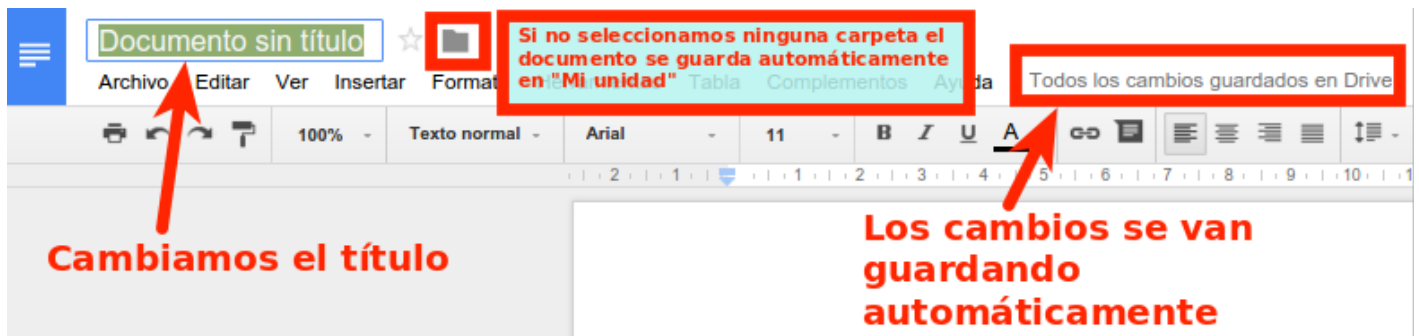 Documento sin título
Si no seleccionamos ninguna carpeta el
documento se guarda automáticamente
en "Mi unidad"
Archivo Editar Ver Insertar Format Tabla Complementos Ayuda Todos los cambios guardados en Drive
100% Texto normal Arial 11 B I U A
2 1 1 2 3 4 5 6 7 8 9 10 1
Cambiamos el título
Los cambios se van
guardando
automáticamente